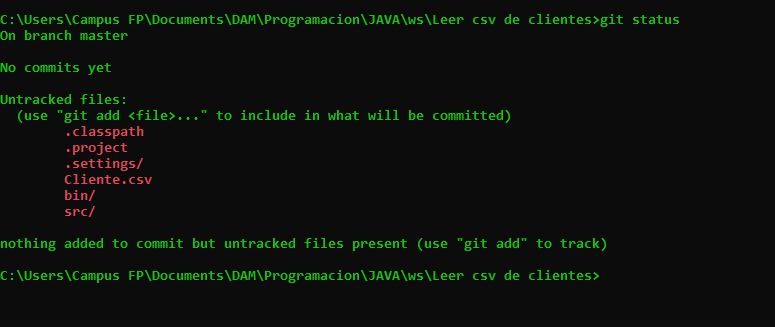 C:\Users\Campus FP\Documents\DAM\Programacion\JAVA\ws\Leer csv de clientes>git status
On branch master
No commits yet
Untracked files:
  (use "git add <file>..." to include in what will be committed)
        .classpath
        .project
        .settings/
        Cliente.csv
        bin/
        src/
nothing added to commit but untracked files present (use "git add" to track)
C:\Users\Campus FP\Documents\DAM\Programacion\JAVA\ws\Leer csv de clientes>